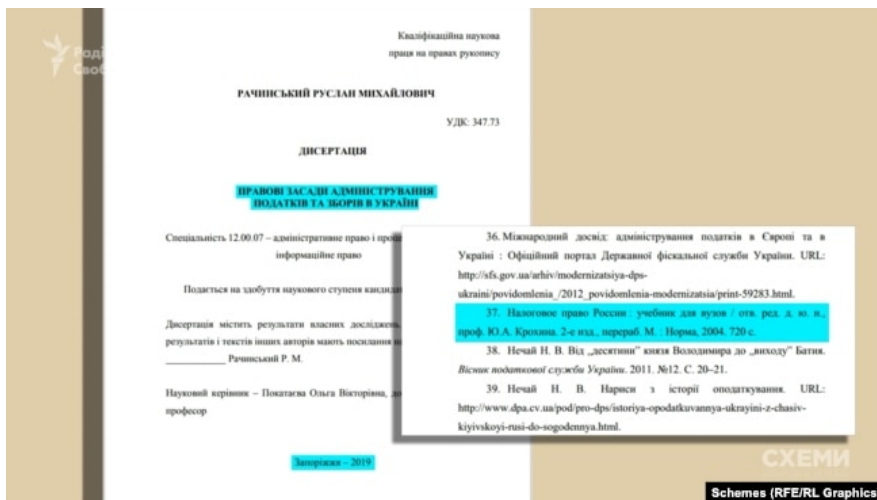 Раді
Своб
Кваліфікаційна наукова
праця на правах рукопису
РАЧИНСЬКИЙ РУСЛАН МИХАЙЛОВИЧ
УДК: 347.73
ДИСЕРТАЦІЯ
ПРАВОВІ ЗАСАДИ АДМІНІСТРУВАННЯ
ПОДАТКІВ ТА ЗБОРІВ В УКРАЇНІ
Спеціальність 12.00.07 – адміністративне право і
інформаційне право
Подається на здобуття наукового ступеня
Дисертація містить результати власних досліджень.
результатів і текстів інших авторів мають посилання
____________ Рачинський Р. М.
Науковий керівник – Покатаєва Ольга Вікторівна,
професор
Запоріжжя – 2019
36. Міжнародний досвід: адміністрування податків в Європі та в
Україні : Офіційний портал Державної фіскальної служби України. URL:
http://sfs.gov.ua/arhiv/modernizatsiya-dps-
ukraini/povidomlenia_/2012_povidomlenia-modernizatsia/print-59283.html.
37. Налоговое право России : учебник для вузов / отв. ред. д. ю. н.,
проф. Ю.А. Крохина. 2-е изд., перераб. М. : Норма, 2004. 720 с.
38. Нечай Н. В. Від „десятини” князя Володимира до „виходу” Батия.
Вісник податкової служби України. 2011. №12. С. 20–21.
39. Нечай Н. В. Нариси з історії оподаткування. URL:
http://www.dpa.cv.ua/pod/pro-dps/istoriya-opodatkuvannya-ukrayini-z-chasiv-
kiyivskoyi-rusi-do-sogodennya.html.
СХЕМИ
Schemes (RFE/RL Graphics